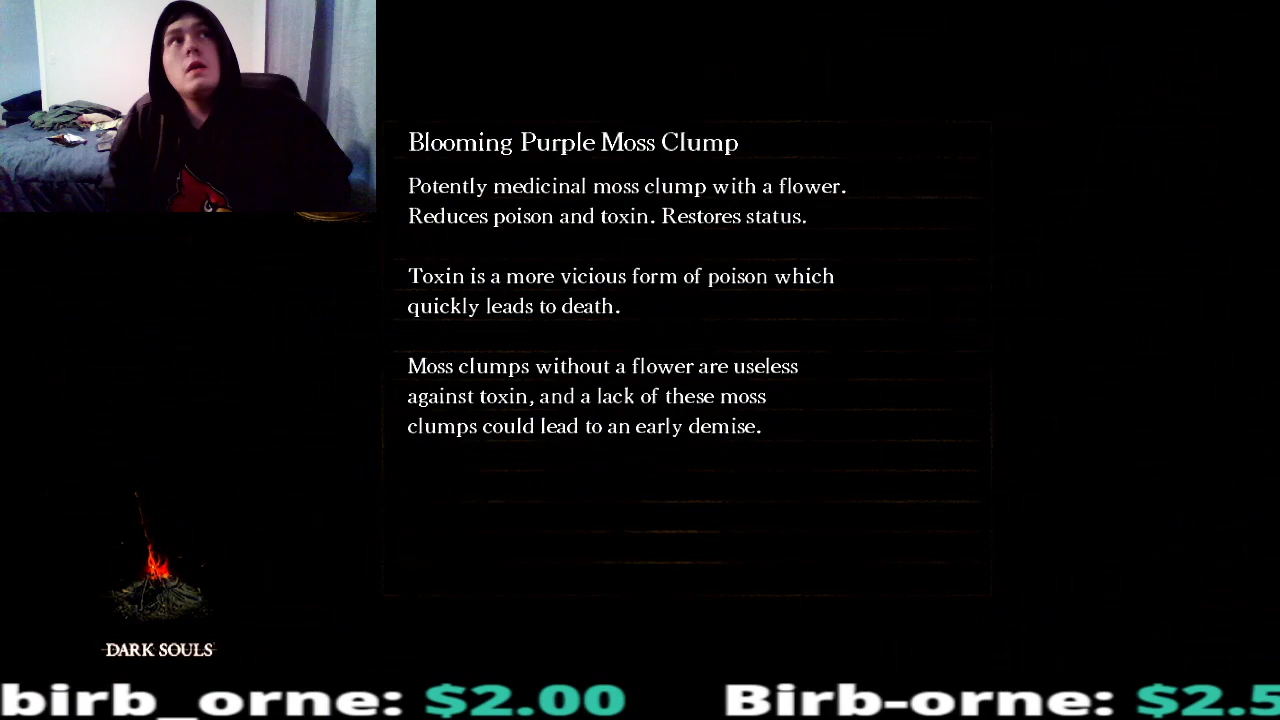 Blooming Purple Moss Clump
Potently medicinal moss clump with a flower.
Reduces poison and toxin. Restores status.
Toxin is a more vicious form of poison which
quickly leads to death.
Moss clumps without a flower are useless
against toxin, and a lack of these moss
clumps could lead to an early demise.
DARK SOULS
birb_orne: $2.00 Birb-orne: $2.5